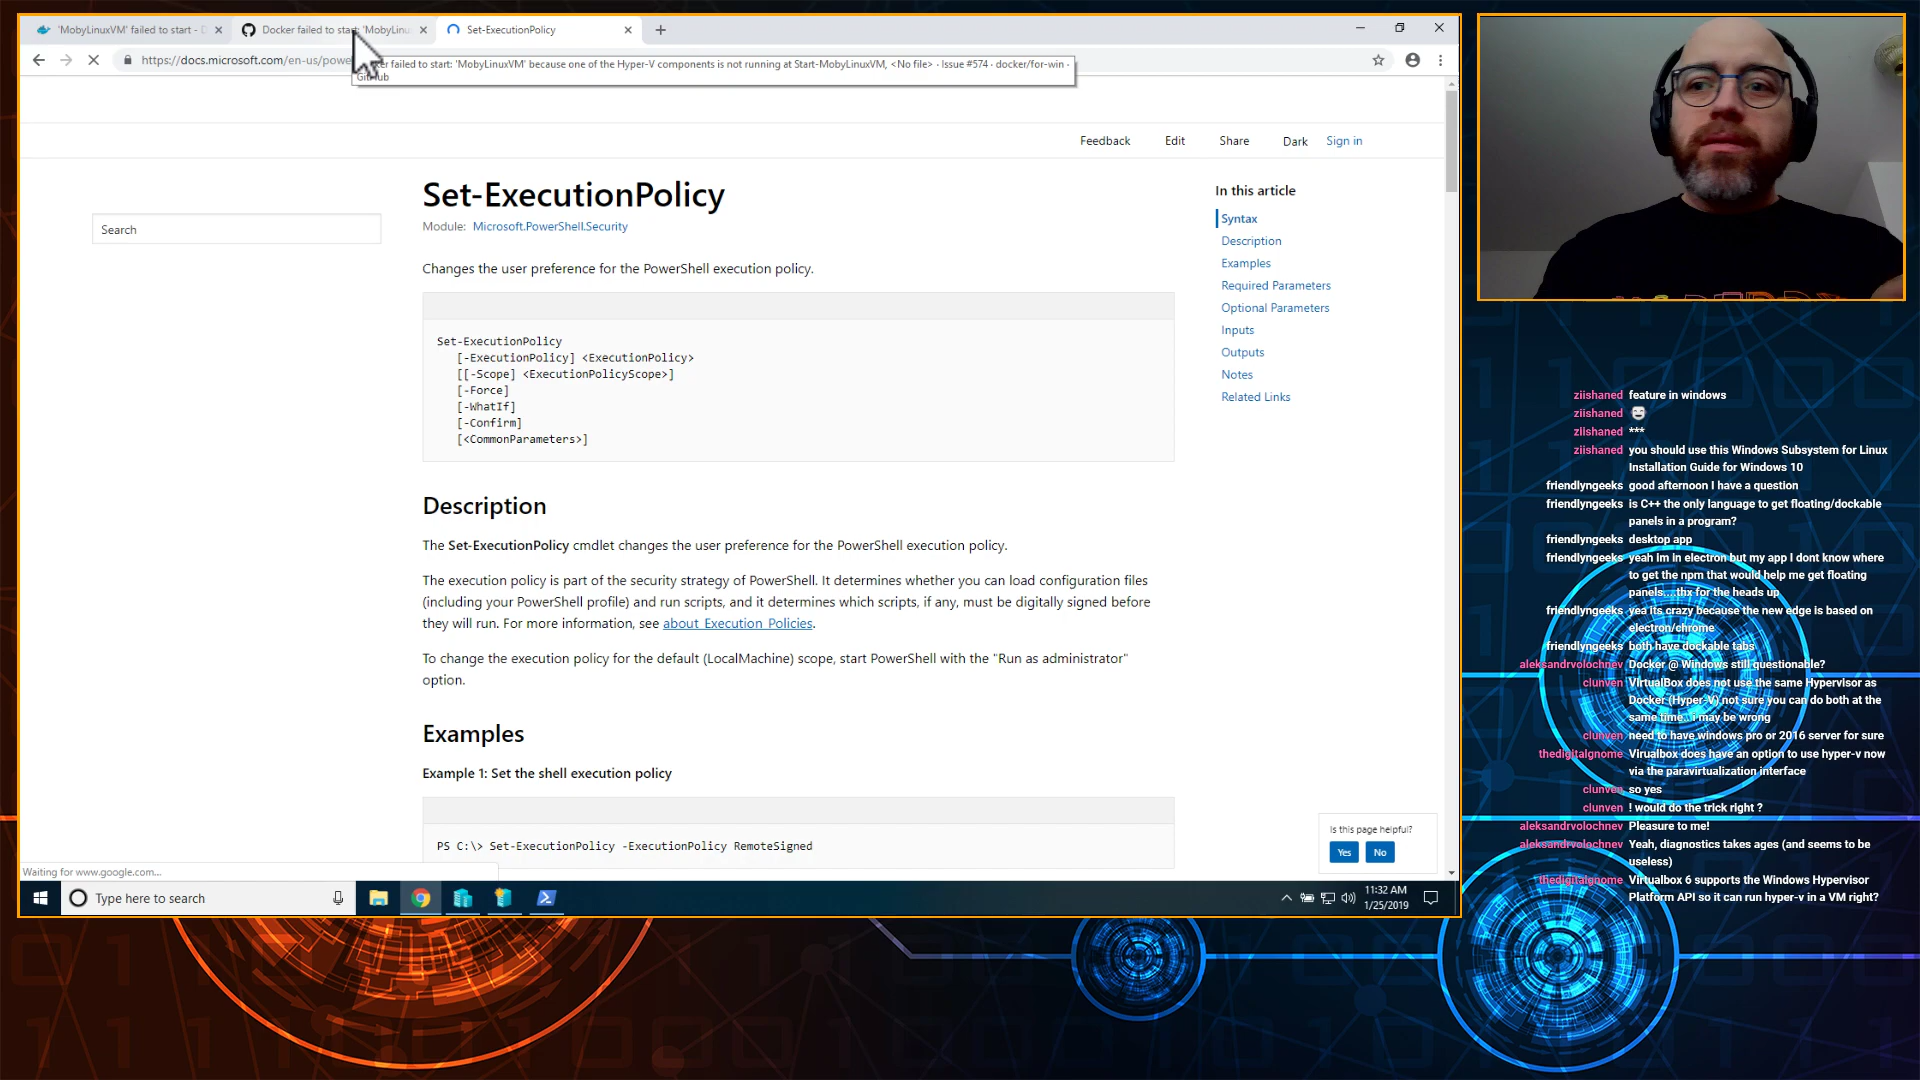 'MobyLinuxVM' failed to start - D
Docker failed to start: 'MobyLinu
Set-ExecutionPolicy
https://docs.microsoft.com/en-us/powe
failed to start: 'MobyLinuxVM' because one of the Hyper-V components is not running at Start-MobyLinuxVM, <No file> · Issue #574 · docker/for-win ·
Feedback
Edit
Share
Dark
Sign in
Search
Set-ExecutionPolicy
Module: Microsoft.PowerShell.Security
Changes the user preference for the PowerShell execution policy.
Set-ExecutionPolicy
[-ExecutionPolicy] <ExecutionPolicy>
[[-Scope] <ExecutionPolicyScope>]
[-Force]
[-WhatIf]
[-Confirm]
[<CommonParameters>]
Description
The Set-ExecutionPolicy cmdlet changes the user preference for the PowerShell execution policy.
The execution policy is part of the security strategy of PowerShell. It determines whether you can load configuration files
(including your PowerShell profile) and run scripts, and it determines which scripts, if any, must be digitally signed before
they will run. For more information, see about_Execution_Policies.
To change the execution policy for the default (LocalMachine) scope, start PowerShell with the "Run as administrator"
option.
Examples
Example 1: Set the shell execution policy
PS C:\> Set-ExecutionPolicy -ExecutionPolicy RemoteSigned
In this article
Syntax
Description
Examples
Required Parameters
Optional Parameters
Inputs
Outputs
Notes
Related Links
Is this page helpful?
Yes
No
Waiting for www.google.com...
Type here to search
11:32 AM
1/25/2019
ziishaned feature in windows
ziishaned
ziishaned ***
ziishaned you should use this Windows Subsystem for Linux
Installation Guide for Windows 10
friendlyngeeks good afternoon I have a question
friendlyngeeks is C++ the only language to get floating/dockable
panels in a program?
friendlyngeeks desktop app
friendlyngeeks yeah Im in electron but my app I dont know where
to get the npm that would help me get floating
panels....thx for the heads up
friendlyngeeks yea its crazy because the new edge is based on
electron/chrome
friendlyngeeks both have dockable tabs
aleksandrvolochnev Docker @ Windows still questionable?
clunven VirtualBox does not use the same Hypervisor as
Docker (Hyper-V) not sure you can do both at the
same time.. i may be wrong
clunven need to have windows pro or 2016 server for sure
thedigitalgnome Virualbox does have an option to use hyper-v now
via the paravirtualization interface
clunven so yes
clunven ! would do the trick right ?
aleksandrvolochnev Pleasure to me!
aleksandrvolochnev Yeah, diagnostics takes ages (and seems to be
useless)
thedigitalgnome Virtualbox 6 supports the Windows Hypervisor
Platform API so it can run hyper-v in a VM right?